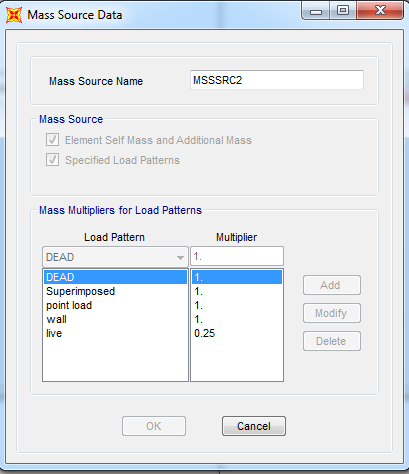 Mass Source Data
Mass Source Name MSSSRC2
Mass Source
Element Self Mass and Additional Mass
Specified Load Patterns
Mass Multipliers for Load Patterns
Load Pattern Multiplier
DEAD 1.
DEAD 1.
Superimposed 1.
point load 1.
wall 1.
live 0.25
Add
Modify
Delete
OK Cancel